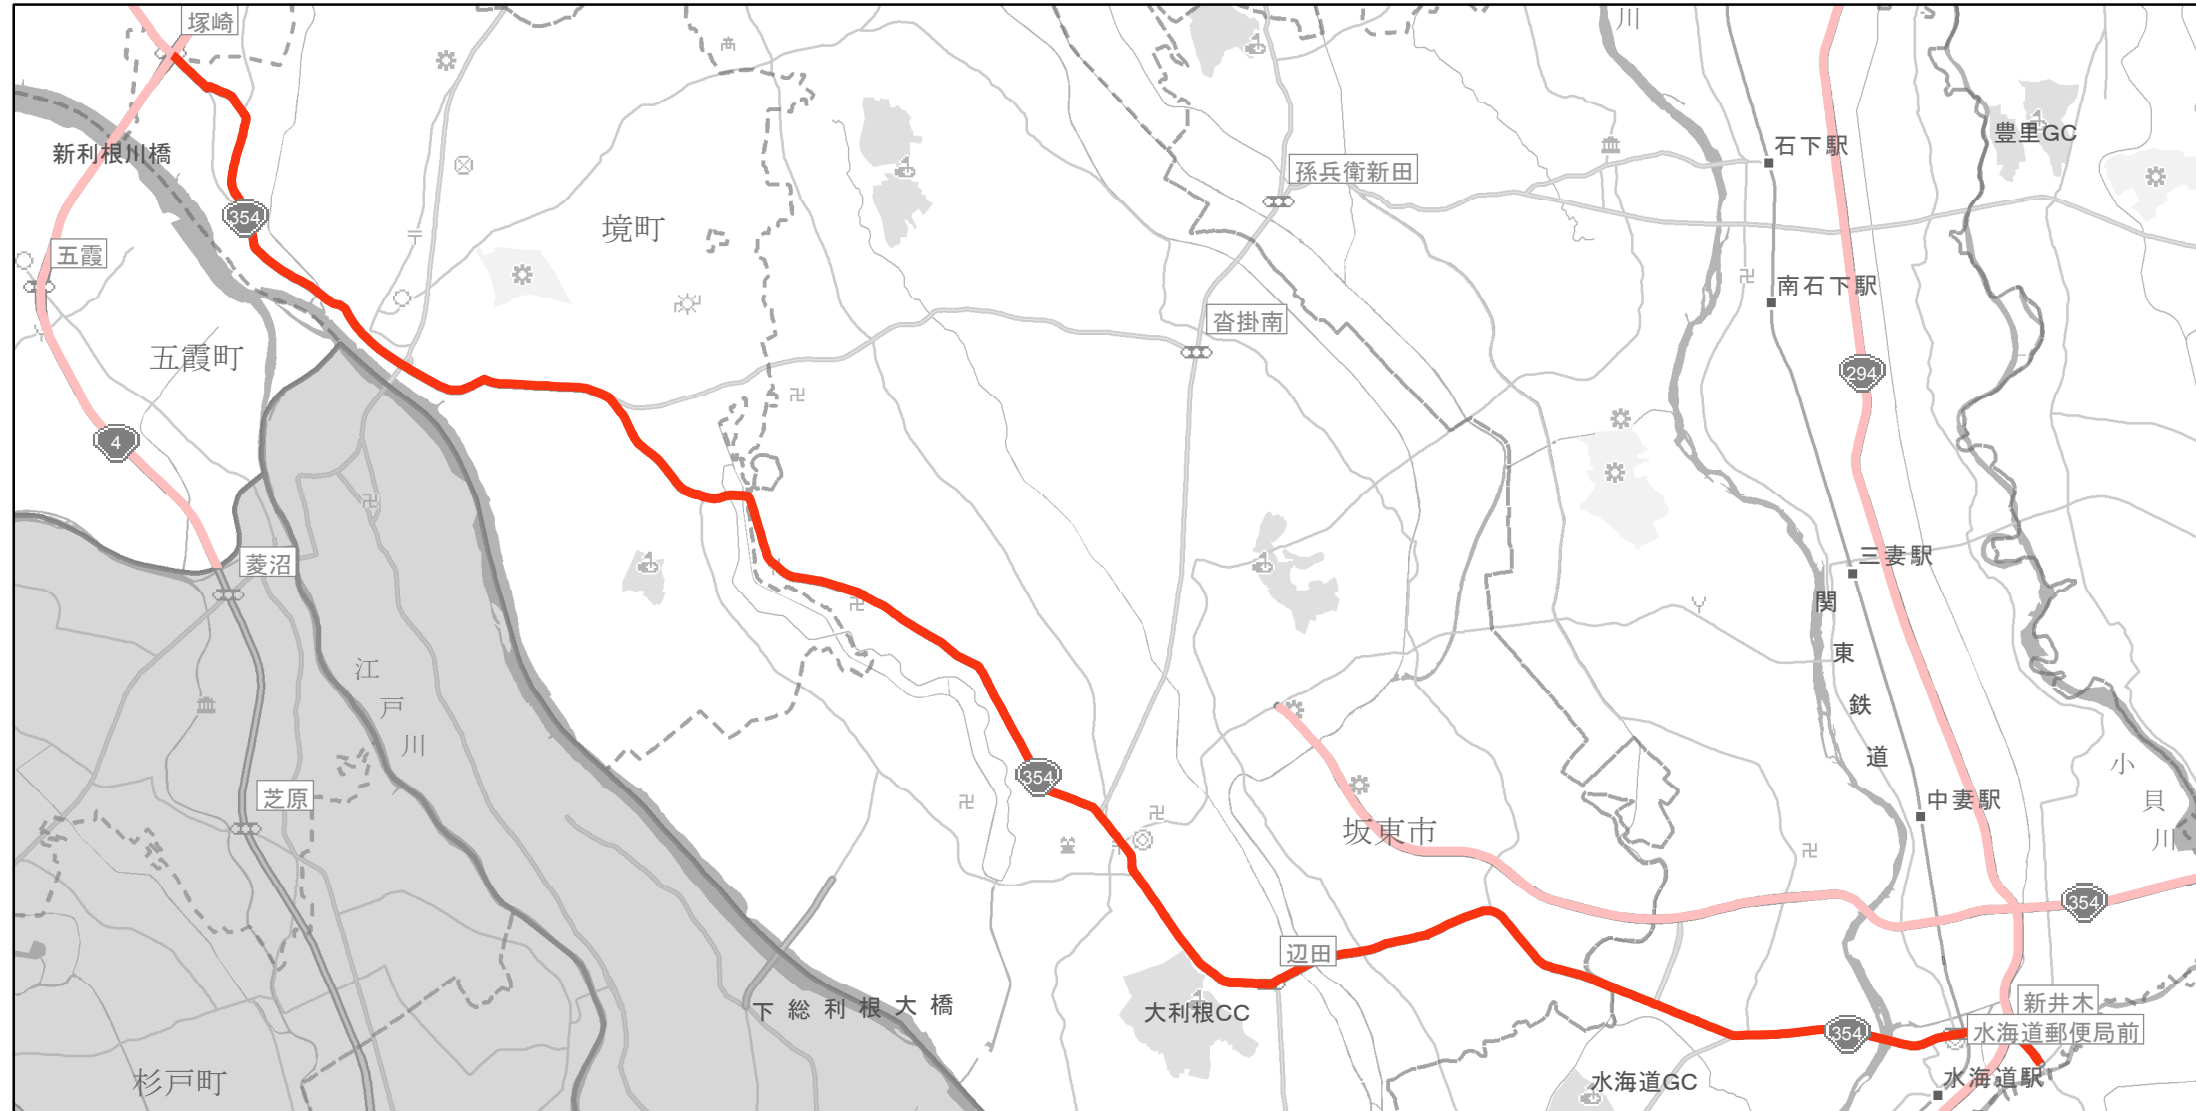 塚崎
川
新利根川橋
豊里GC
石下駅
孫兵衛新田
354
境町
五霞
南石下駅
沓掛南
五霞町
294
4
菱沼
三妻駅
関東鉄道
江戸川
354
芝原
小貝川
中妻駅
坂東市
354
辺田
下総利根大橋
大利根CC
新井木
水海道郵便局前
354
杉戸町
水海道GC
水海道駅